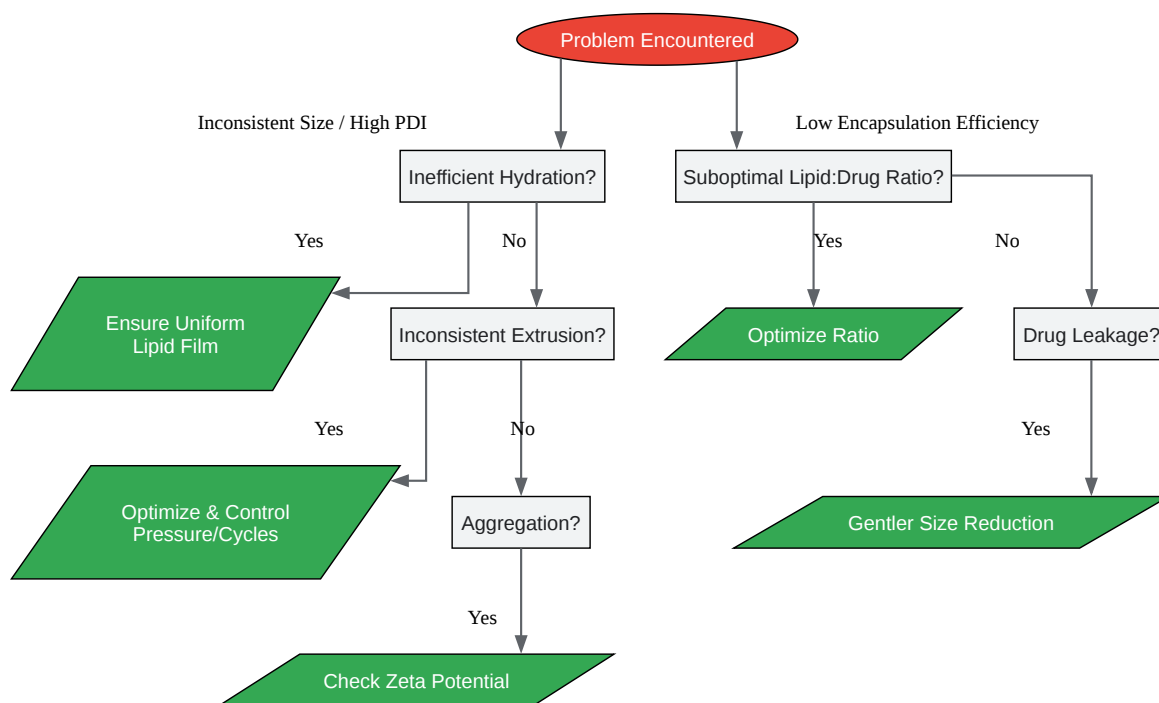 Problem Encountered
Inconsistent Size / High PDI
Low Encapsulation Efficiency
Inefficient Hydration?
Suboptimal Lipid:Drug Ratio?
Yes
No
Yes
No
Ensure Uniform
Lipid Film
Inconsistent Extrusion?
Optimize Ratio
Drug Leakage?
Yes
No
Yes
Optimize & Control
Pressure/Cycles
Aggregation?
Gentler Size Reduction
Yes
Check Zeta Potential